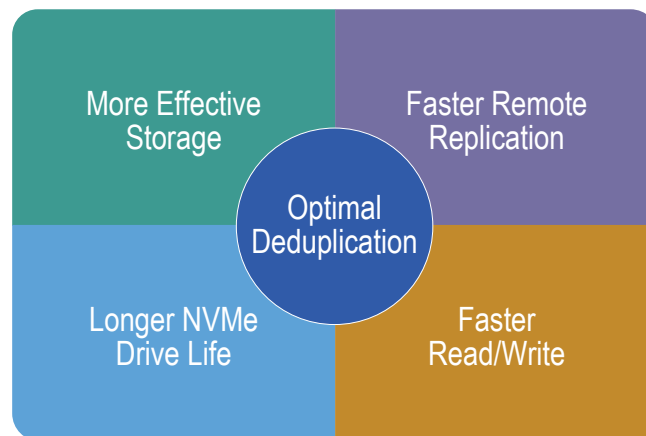 More Effective
Storage
Faster Remote
Replication
Optimal
Deduplication
Longer NVMe
Drive Life
Faster
Read/Write